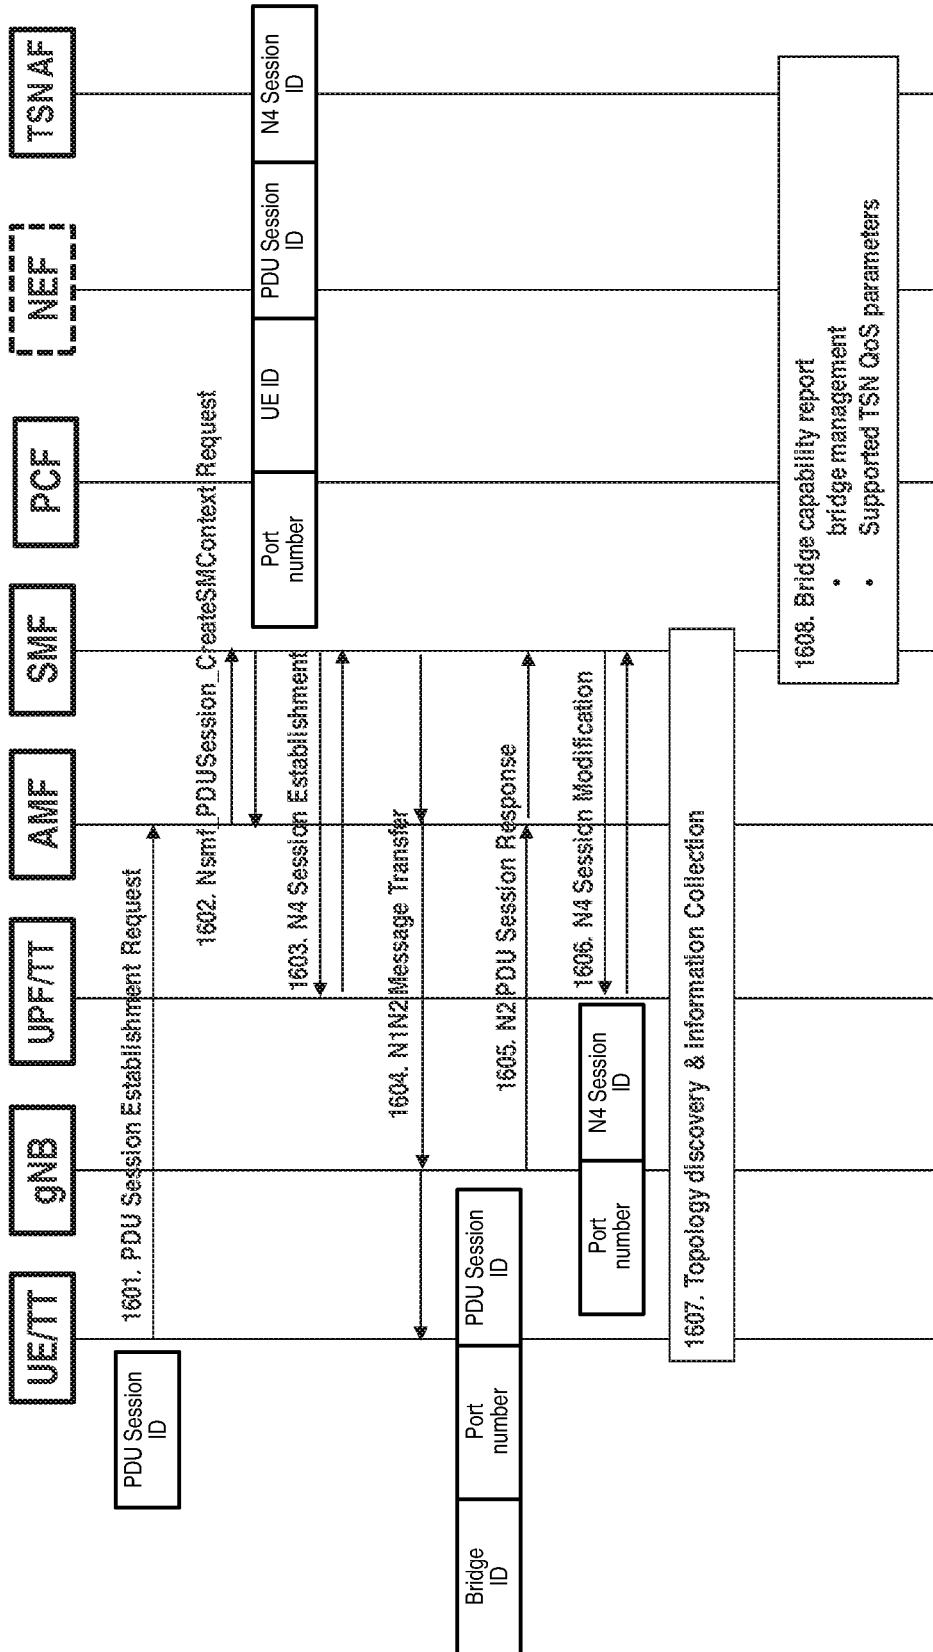 UE/TT
gNB
UPF/TT
AMF
SMF
PCF
NEF
TSN AF
PDU Session
ID
1601. PDU Session Establishment Request
1602. Nsmf_PDUSession_CreateSMContext Request
Port
number
UE ID
PDU Session
ID
N4 Session
ID
1603. N4 Session Establishment
1604. N1N2Message Transfer
Bridge
ID
Port
number
PDU Session
ID
1605. N2 PDU Session Response
1606. N4 Session Modification
Port
number
N4 Session
ID
1607. Topology discovery & Information Collection
1608. Bridge capability report
• bridge management
• Supported TSN QoS parameters